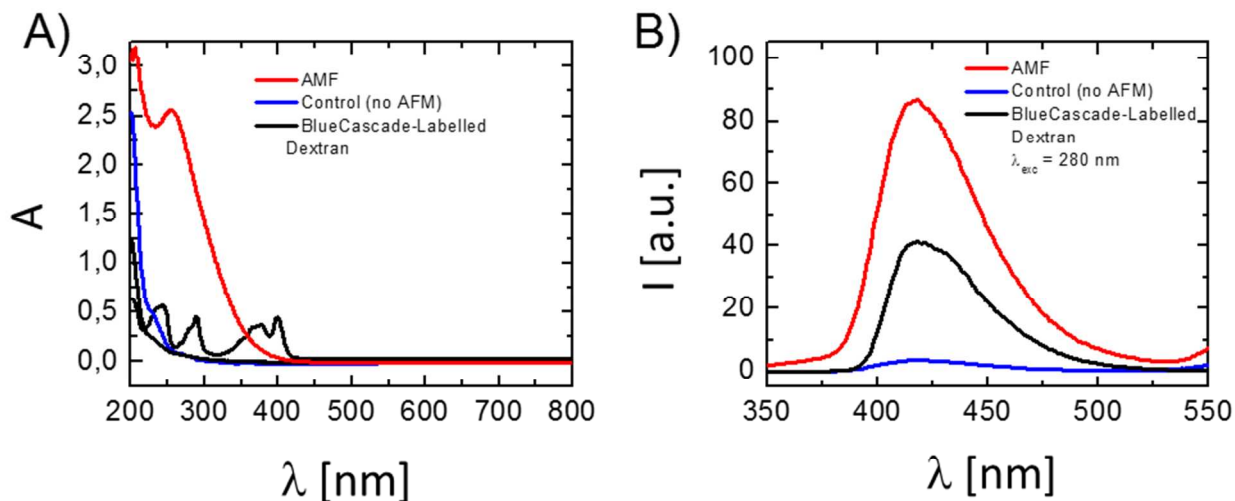 A)
3,0
2,5
2,0
1,5
1,0
0,5
0,0
A
AMF
Control (no AFM)
BlueCascade-Labelled
Dextran
200 300 400 500 600 700 800
λ [nm]
B)
100
80
60
40
20
0
I [a.u.]
AMF
Control (no AFM)
BlueCascade-Labelled
Dextran
λexc = 280 nm
350 400 450 500 550
λ [nm]